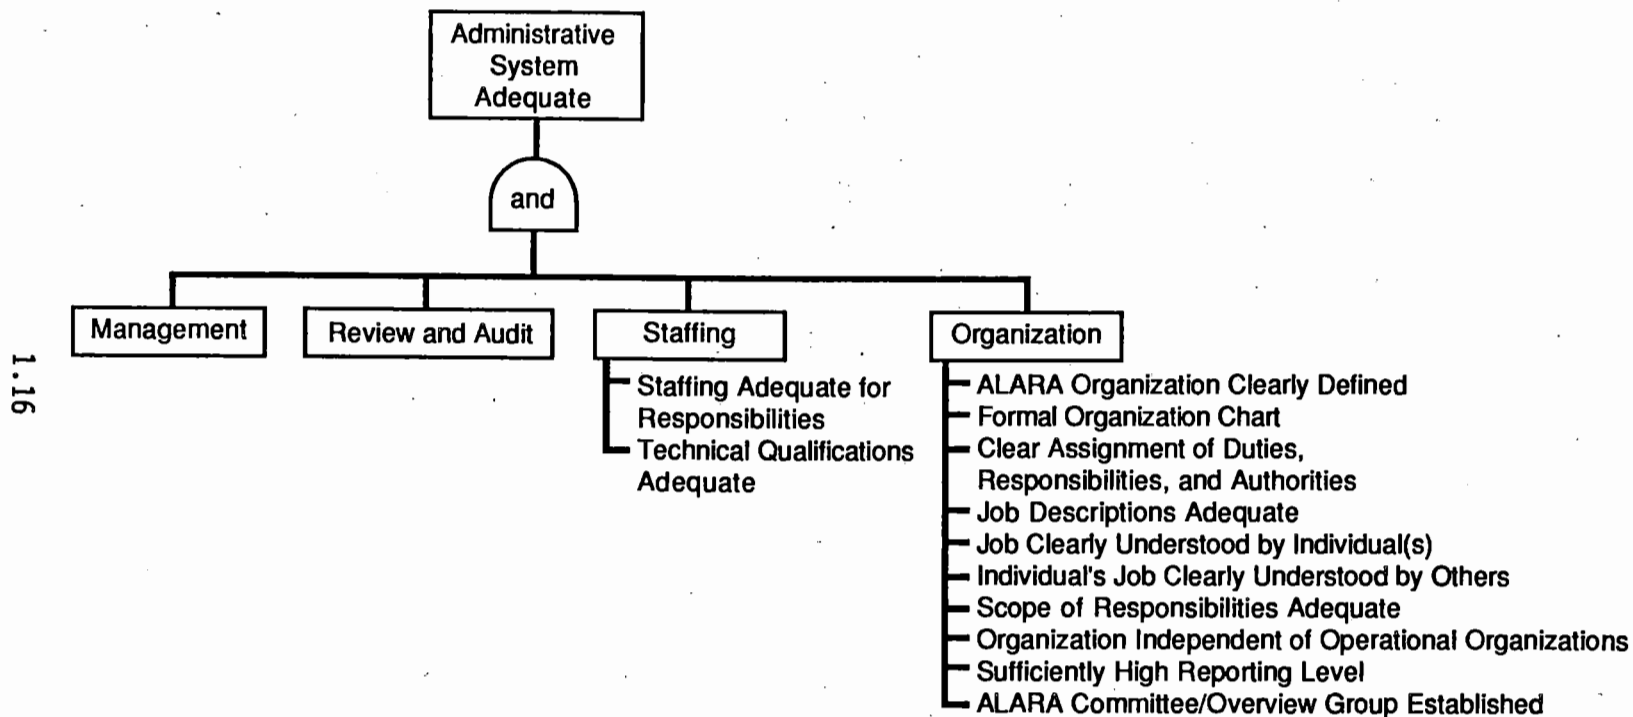 Administrative
System
Adequate
and
Management
Review and Audit
Staffing
Organization
Staffing Adequate for
Responsibilities
Technical Qualifications
Adequate
ALARA Organization Clearly Defined
Formal Organization Chart
Clear Assignment of Duties,
Responsibilities, and Authorities
Job Descriptions Adequate
Job Clearly Understood by Individual(s)
Individual's Job Clearly Understood by Others
Scope of Responsibilities Adequate
Organization Independent of Operational Organizations
Sufficiently High Reporting Level
ALARA Committee/Overview Group Established
1.16